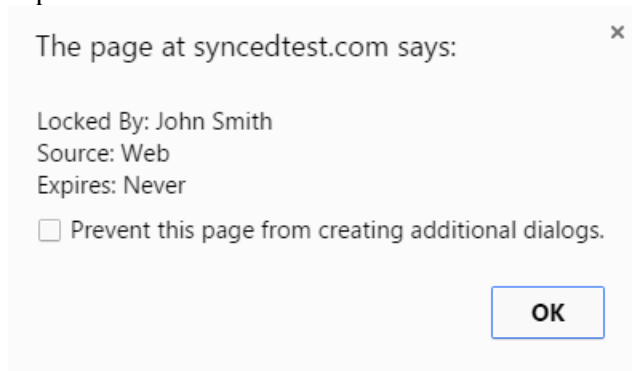 The page at syncedtest.com says:
Locked By: John Smith
Source: Web
Expires: Never
Prevent this page from creating additional dialogs.
OK